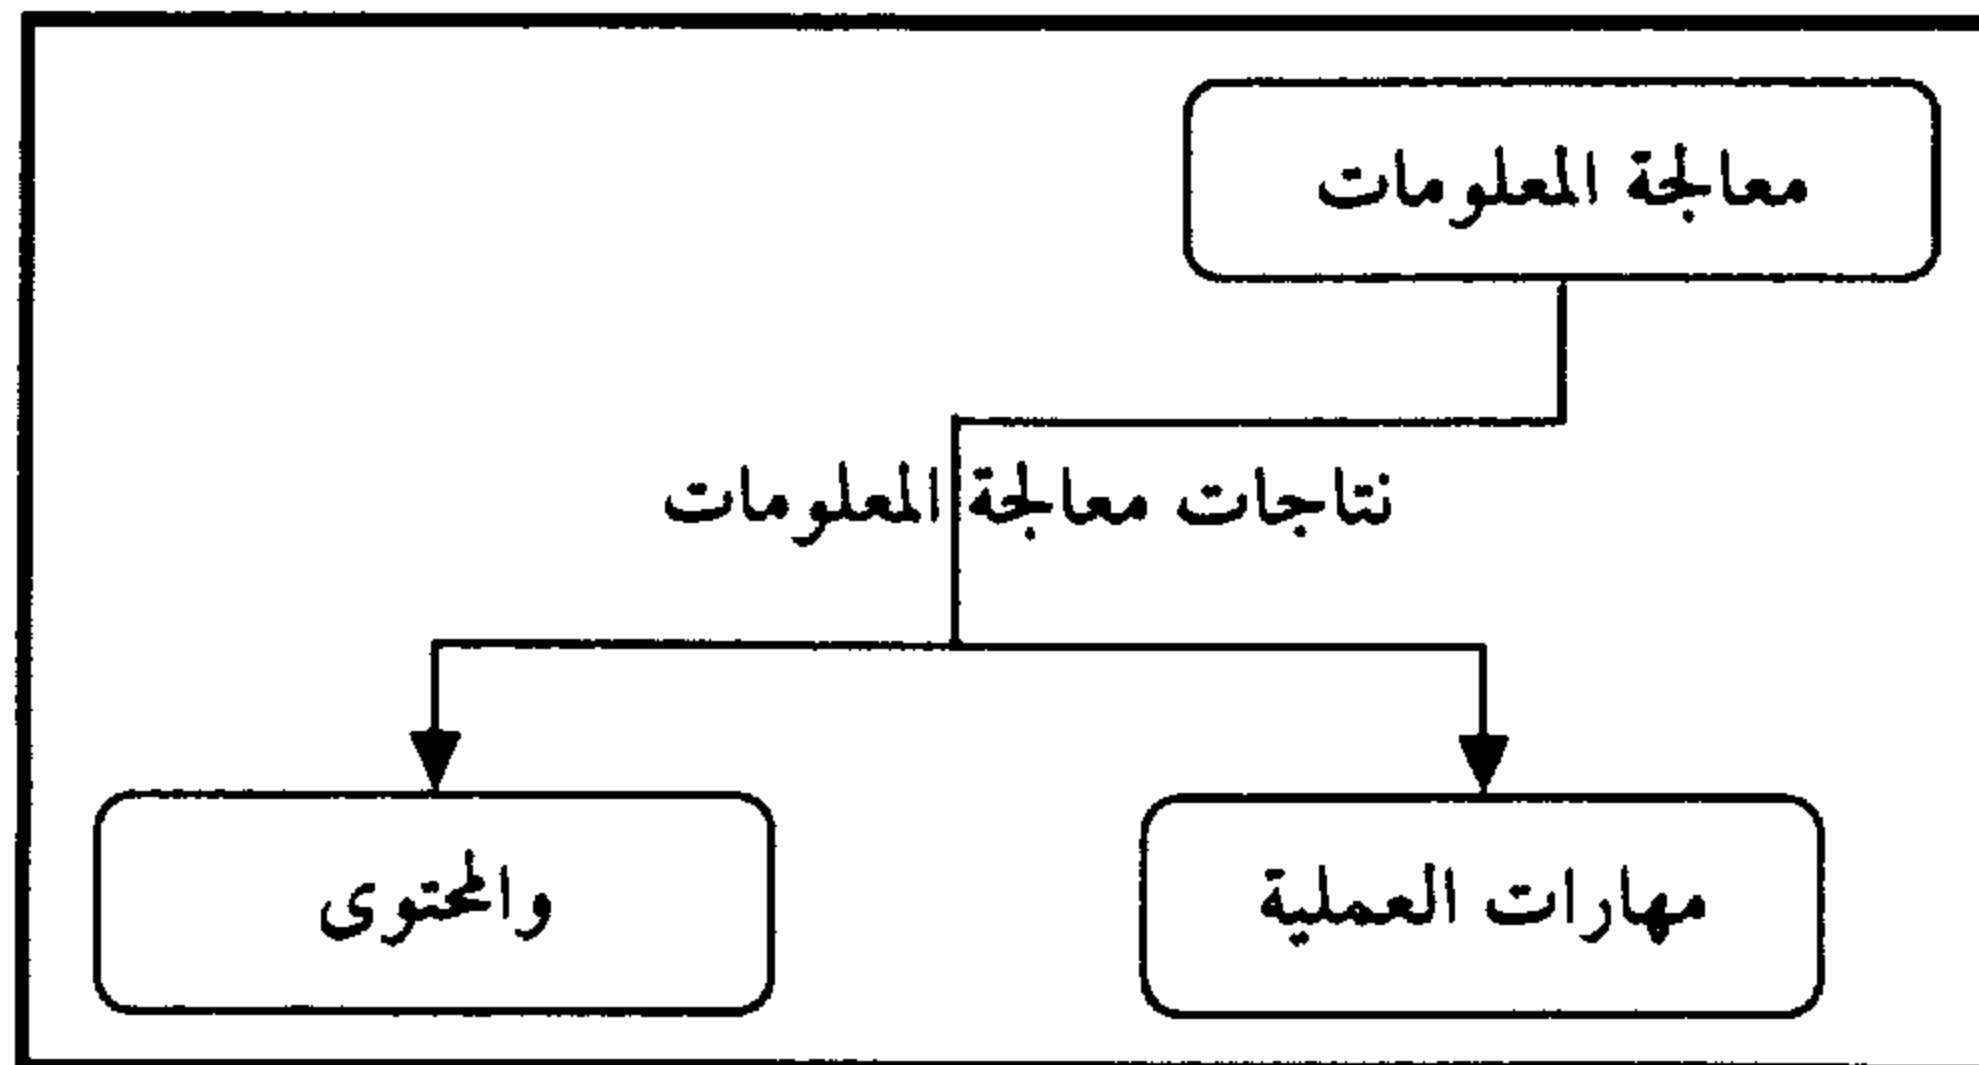 معالجة المعلومات
نتاجات معالجة المعلومات
مهارات العملية
والمحتوى